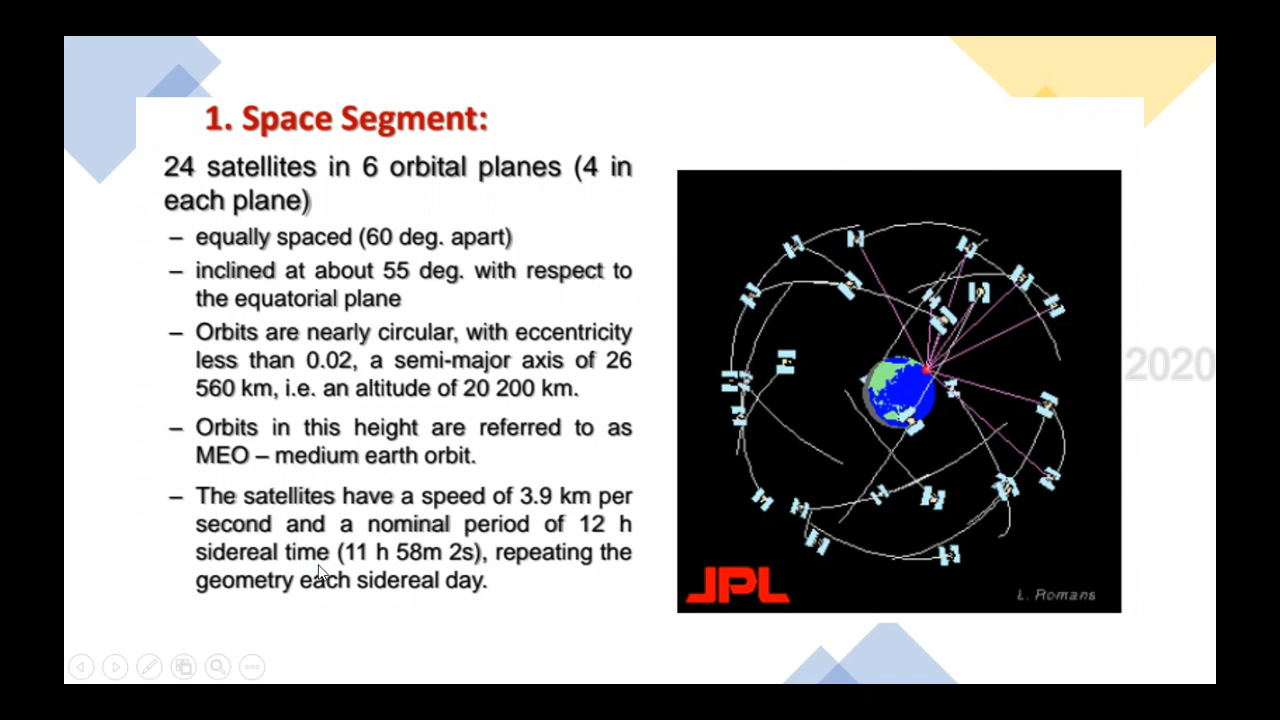 1. Space Segment:
24 satellites in 6 orbital planes (4 in
each plane)
– equally spaced (60 deg. apart)
– inclined at about 55 deg. with respect to
the equatorial plane
– Orbits are nearly circular, with eccentricity
less than 0.02, a semi-major axis of 26
560 km, i.e. an altitude of 20 200 km.
– Orbits in this height are referred to as
MEO – medium earth orbit.
– The satellites have a speed of 3.9 km per
second and a nominal period of 12 h
sidereal time (11 h 58m 2s), repeating the
geometry each sidereal day.
2020
JPL
L. Romans